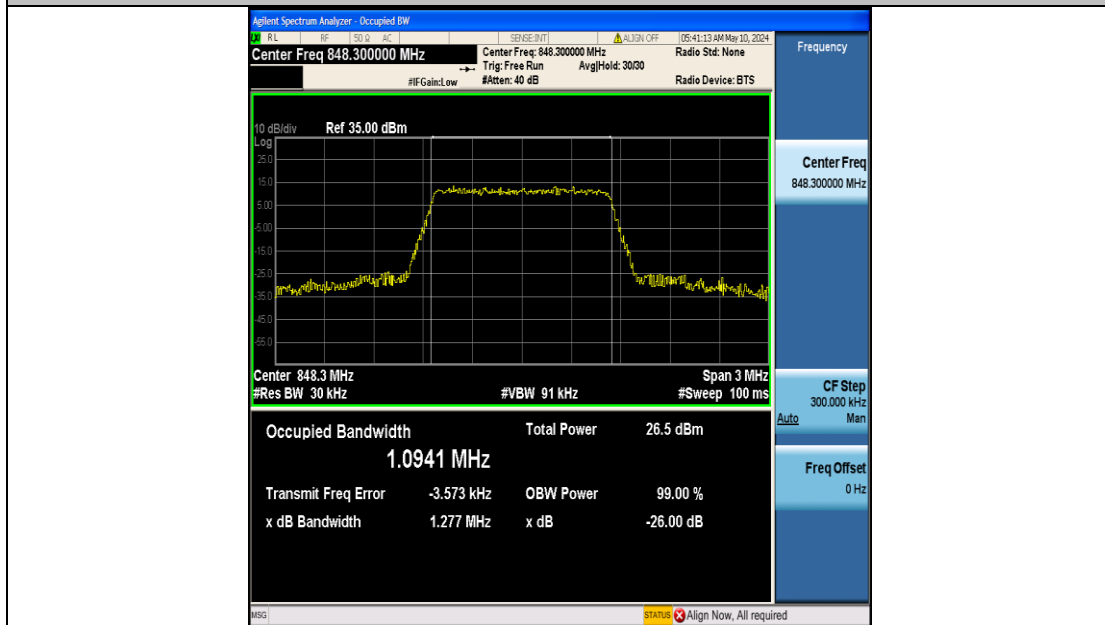 Agilent Spectrum Analyzer - Occupied BW
LXI RL RF 50 Ω AC SENSE:INT ALIGN OFF 05:41:13 AM May 10, 2024
Center Freq 848.300000 MHz Center Freq: 848.300000 MHz Radio Std: None Frequency
Trig: Free Run Avg|Hold: 30/30
#IFGain:Low #Atten: 40 dB Radio Device: BTS
10 dB/div Ref 35.00 dBm
Log
25.0
15.0
5.00
-5.00
-15.0
-25.0
-35.0
-45.0
-55.0
Center 848.3 MHz Span 3 MHz
#Res BW 30 kHz #VBW 91 kHz #Sweep 100 ms
Occupied Bandwidth Total Power 26.5 dBm
1.0941 MHz
Transmit Freq Error -3.573 kHz OBW Power 99.00 %
x dB Bandwidth 1.277 MHz x dB -26.00 dB
Center Freq
848.300000 MHz
CF Step
300.000 kHz
Auto Man
Freq Offset
0 Hz
MSG STATUS Align Now, All required